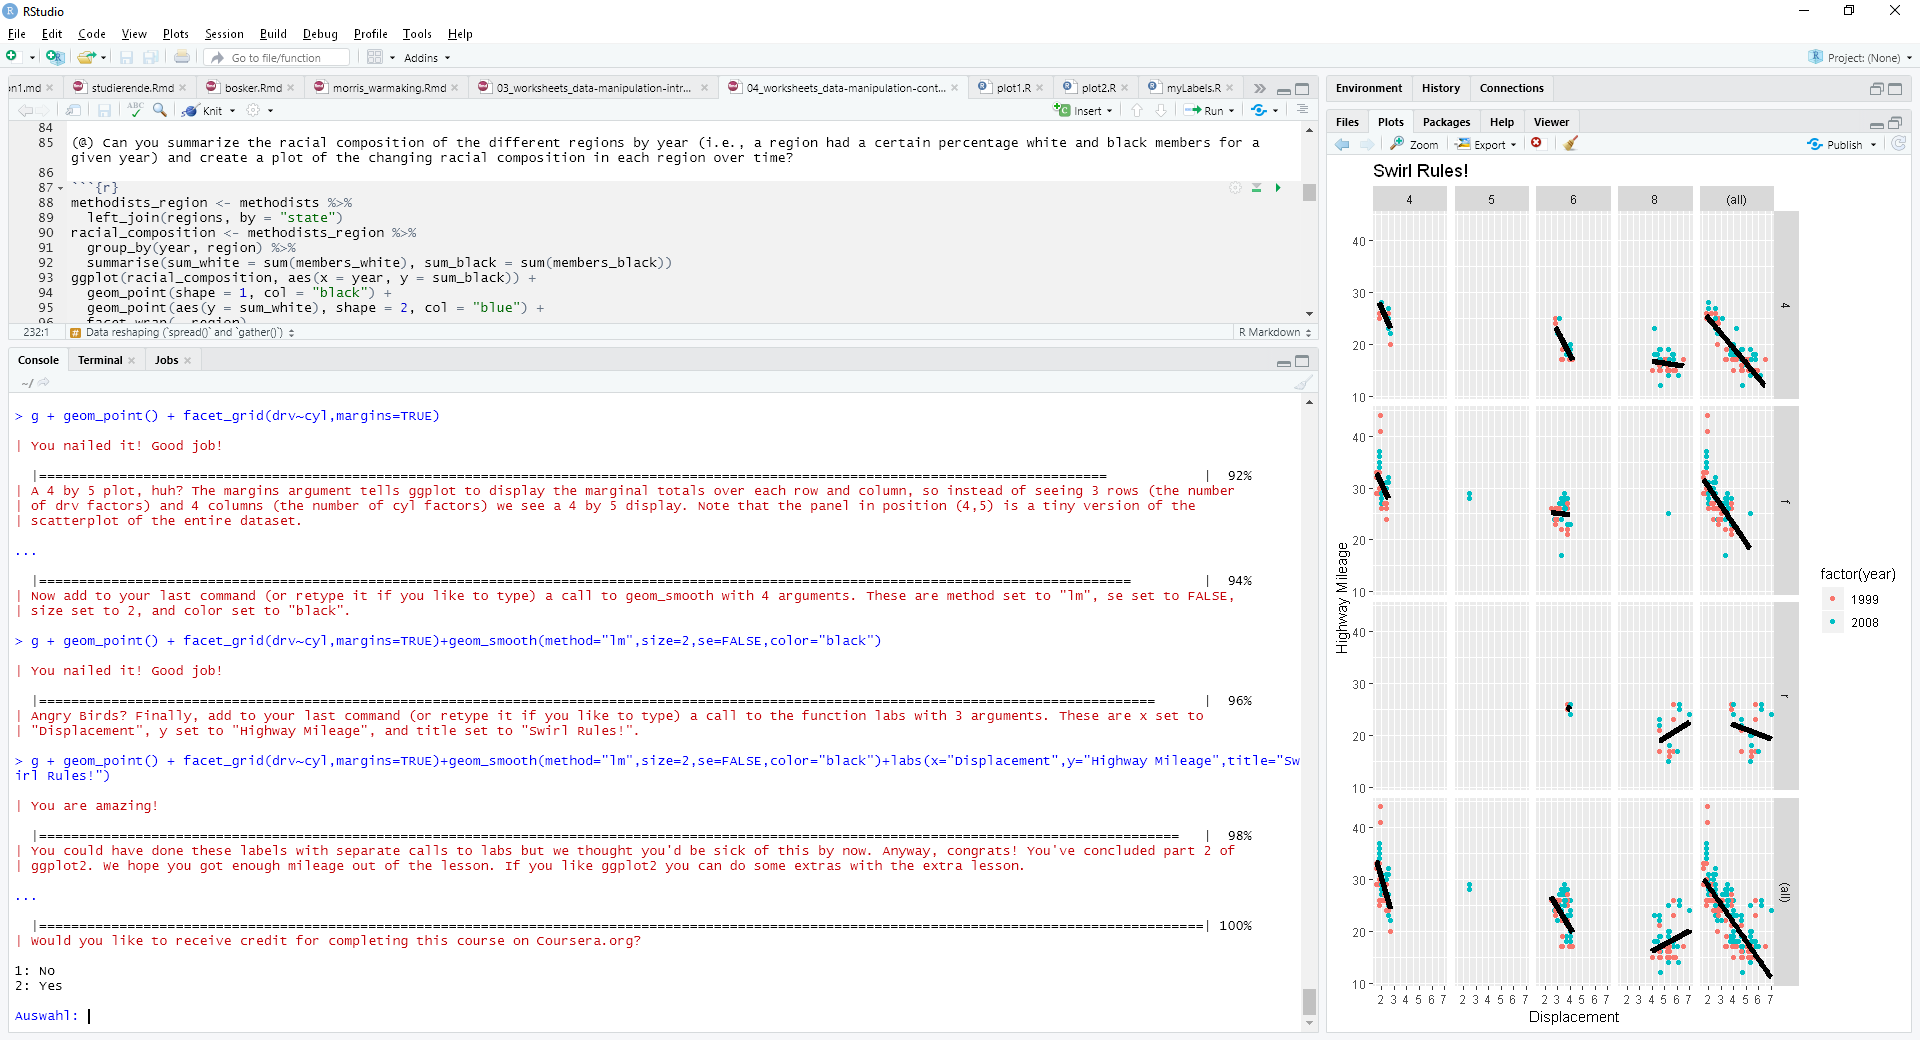 RStudio
File Edit Code View Plots Session Build Debug Profile Tools Help
Go to file/function Addins Project: (None)
on1.md studierende.Rmd bosker.Rmd morris_warmaking.Rmd 03_worksheets_data-manipulation-intr... 04_worksheets_data-manipulation-cont... plot1.R plot2.R myLabels.R
ABC Knit Insert Run
84
85 (@) Can you summarize the racial composition of the different regions by year (i.e., a region had a certain percentage white and black members for a
given year) and create a plot of the changing racial composition in each region over time?
86
87 ```{r}
88 methodists_region <- methodists %>%
89 left_join(regions, by = "state")
90 racial_composition <- methodists_region %>%
91 group_by(year, region) %>%
92 summarise(sum_white = sum(members_white), sum_black = sum(members_black))
93 ggplot(racial_composition, aes(x = year, y = sum_black)) +
94 geom_point(shape = 1, col = "black") +
95 geom_point(aes(y = sum_white), shape = 2, col = "blue") +
96 facet_wrap(~region)
232:1 # Data reshaping (`spread()` and `gather()`) R Markdown
Console Terminal Jobs
~/
> g + geom_point() + facet_grid(drv~cyl,margins=TRUE)
| You nailed it! Good job!
|==================================================| 92%
| A 4 by 5 plot, huh? The margins argument tells ggplot to display the marginal totals over each row and column, so instead of seeing 3 rows (the number
| of drv factors) and 4 columns (the number of cyl factors) we see a 4 by 5 display. Note that the panel in position (4,5) is a tiny version of the
| scatterplot of the entire dataset.
...
|==================================================| 94%
| Now add to your last command (or retype it if you like to type) a call to geom_smooth with 4 arguments. These are method set to "lm", se set to FALSE,
| size set to 2, and color set to "black".
> g + geom_point() + facet_grid(drv~cyl,margins=TRUE)+geom_smooth(method="lm",size=2,se=FALSE,color="black")
| You nailed it! Good job!
|==================================================| 96%
| Angry Birds? Finally, add to your last command (or retype it if you like to type) a call to the function labs with 3 arguments. These are x set to
| "Displacement", y set to "Highway Mileage", and title set to "Swirl Rules!".
> g + geom_point() + facet_grid(drv~cyl,margins=TRUE)+geom_smooth(method="lm",size=2,se=FALSE,color="black")+labs(x="Displacement",y="Highway Mileage",title="Sw
irl Rules!")
| You are amazing!
|==================================================| 98%
| You could have done these labels with separate calls to labs but we thought you'd be sick of this by now. Anyway, congrats! You've concluded part 2 of
| ggplot2. We hope you got enough mileage out of the lesson. If you like ggplot2 you can do some extras with the extra lesson.
...
|==================================================| 100%
| Would you like to receive credit for completing this course on Coursera.org?
1: No
2: Yes
Auswahl:
Environment History Connections
Files Plots Packages Help Viewer
Zoom Export Publish
Swirl Rules!
4 5 6 8 (all)
40
30
20
10
4
40
30
20
10
f
40
30
20
10
r
40
30
20
10
(all)
Highway Mileage
2 3 4 5 6 7 2 3 4 5 6 7 2 3 4 5 6 7 2 3 4 5 6 7 2 3 4 5 6 7
Displacement
factor(year)
1999
2008